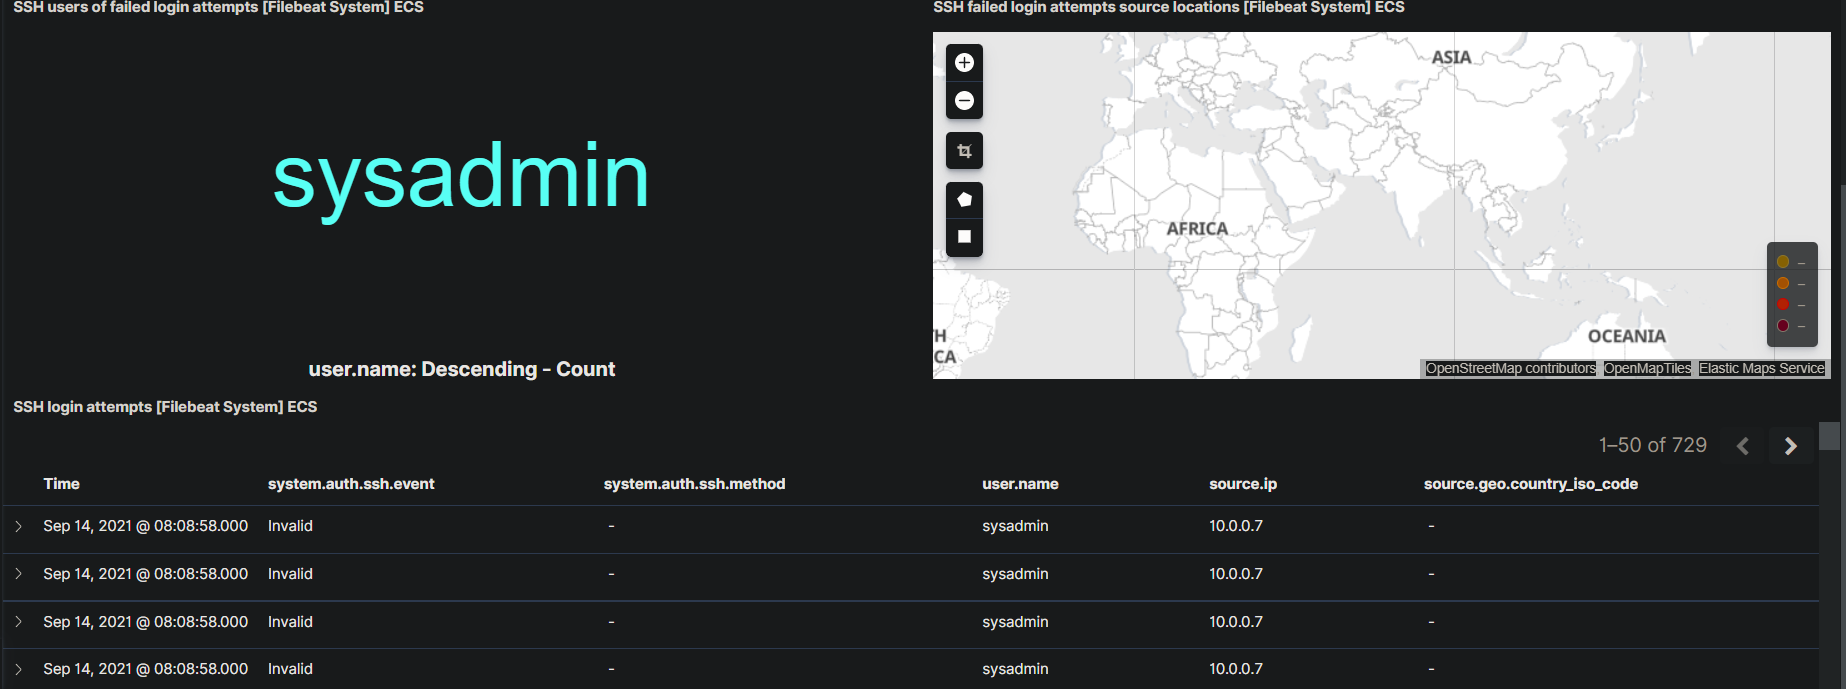 SSH users of failed login attempts [Filebeat System] ECS
sysadmin
user.name: Descending - Count
SSH failed login attempts source locations [Filebeat System] ECS
ASIA
AFRICA
OCEANIA
H
CA
–
–
–
–
OpenStreetMap contributors OpenMapTiles Elastic Maps Service
SSH login attempts [Filebeat System] ECS
1–50 of 729
Time system.auth.ssh.event system.auth.ssh.method user.name source.ip source.geo.country_iso_code
Sep 14, 2021 @ 08:08:58.000 Invalid - sysadmin 10.0.0.7 -
Sep 14, 2021 @ 08:08:58.000 Invalid - sysadmin 10.0.0.7 -
Sep 14, 2021 @ 08:08:58.000 Invalid - sysadmin 10.0.0.7 -
Sep 14, 2021 @ 08:08:58.000 Invalid - sysadmin 10.0.0.7 -